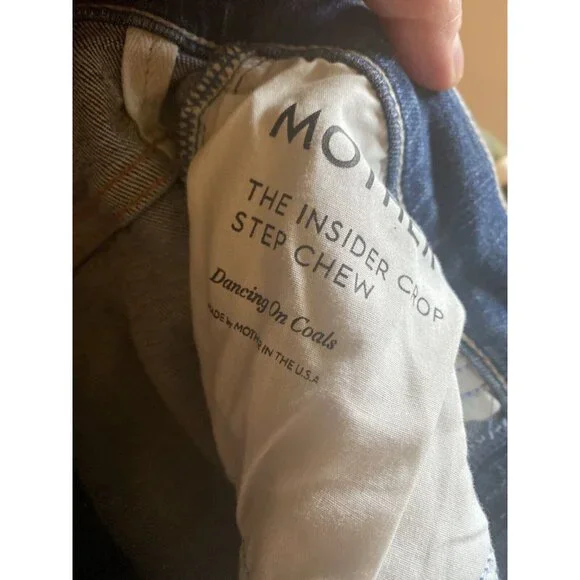 MOTHER
THE INSIDER CROP
STEP CHEW
Dancing On Coals
MADE by MOTHER IN THE U.S.A